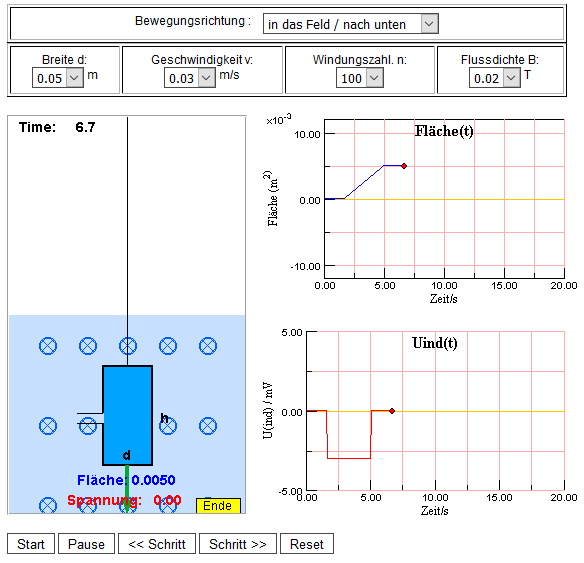 Bewegungsrichtung : in das Feld / nach unten
Breite d: Geschwindigkeit v: Windungszahl. n: Flussdichte B:
0.05 m 0.03 m/s 100 0.02 T
Time: 6.7
h
d
Fläche: 0.0050
Spannung: 0.00
Ende
×10⁻³
Fläche(t)
10.00
0.00
-10.00
Fläche (m²)
0.00 5.00 10.00 15.00 20.00
Zeit/s
Uind(t)
5.00
0.00
-5.00
U(ind) / mV
0.00 5.00 10.00 15.00 20.00
Zeit/s
Start Pause << Schritt Schritt >> Reset